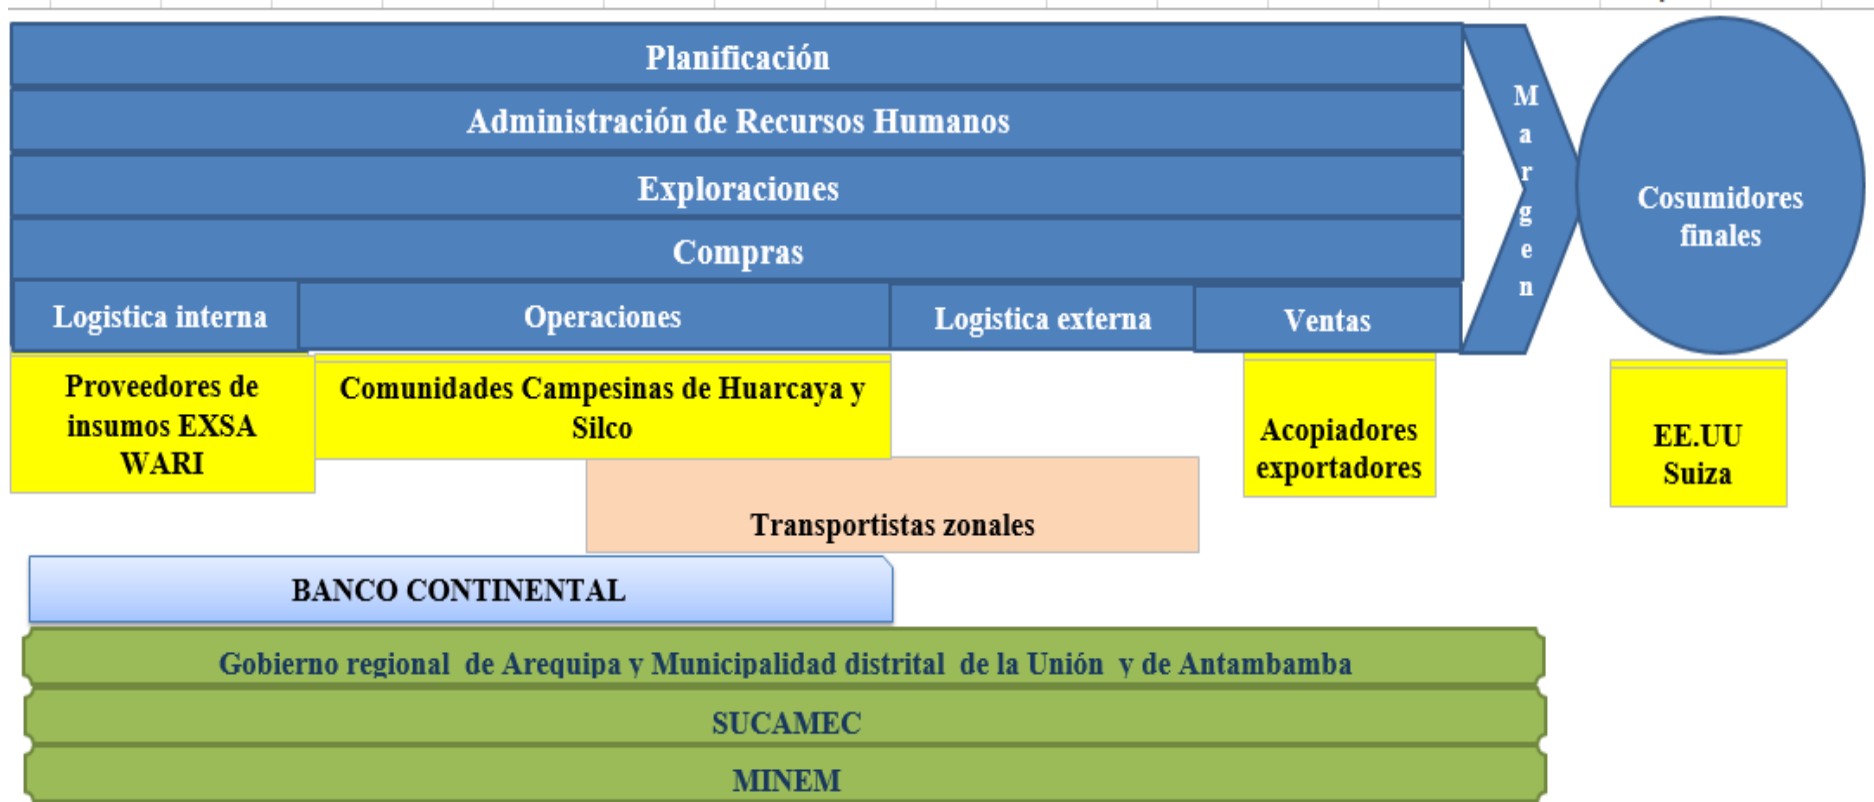 Planificación
Administración de Recursos Humanos
Exploraciones
Compras
Logistica interna
Operaciones
Logistica externa
Ventas
Margen
Cosumidores
finales
Proveedores de
insumos EXSA
WARI
Comunidades Campesinas de Huarcaya y
Silco
Acopiadores
exportadores
EE.UU
Suiza
Transportistas zonales
BANCO CONTINENTAL
Gobierno regional de Arequipa y Municipalidad distrital de la Unión y de Antambamba
SUCAMEC
MINEM